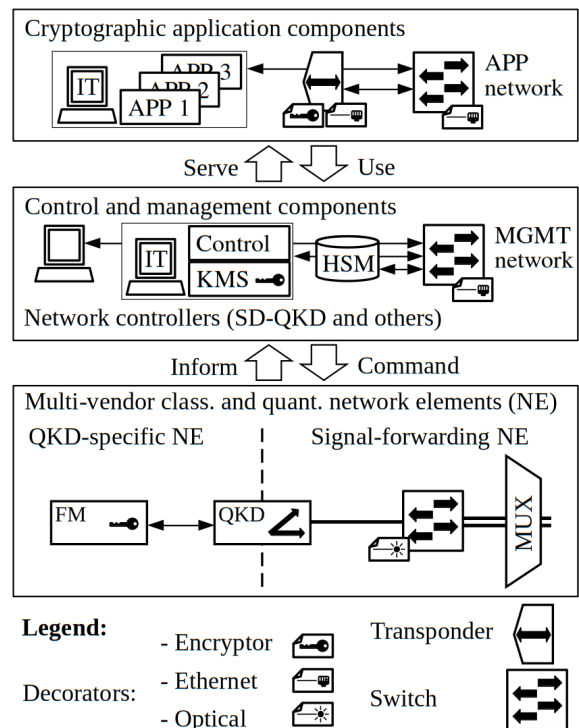 Cryptographic application components
IT
APP 3
APP 2
APP 1
APP
network
Serve
Use
Control and management components
IT
Control
KMS
HSM
MGMT
network
Network controllers (SD-QKD and others)
Inform
Command
Multi-vendor class. and quant. network elements (NE)
QKD-specific NE
Signal-forwarding NE
FM
QKD
MUX
Legend:
Decorators:
- Encryptor
- Ethernet
- Optical
Transponder
Switch